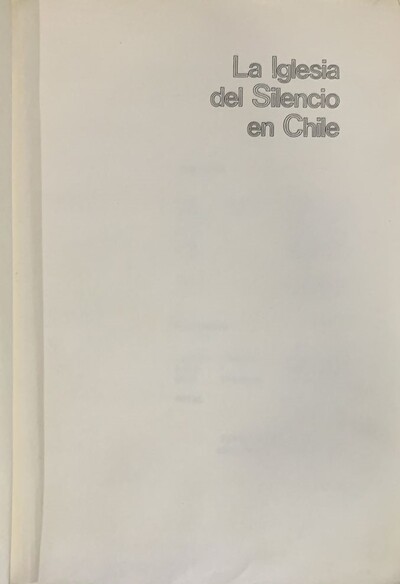 La Iglesia
del Silencio
en Chile